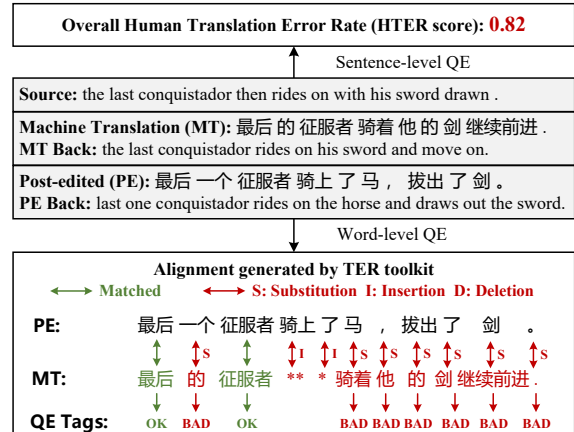 Overall Human Translation Error Rate (HTER score): 0.82
Sentence-level QE
Source: the last conquistador then rides on with his sword drawn .
Machine Translation (MT): 最后 的 征服者 骑着 他 的 剑 继续前进 .
MT Back: the last conquistador rides on his sword and move on.
Post-edited (PE): 最后 一个 征服者 骑上 了 马 ， 拔出 了 剑 。
PE Back: last one conquistador rides on the horse and draws out the sword.
Word-level QE
Alignment generated by TER toolkit
Matched S: Substitution I: Insertion D: Deletion
PE: 最后 一个 征服者 骑上 了 马 ， 拔出 了 剑 。
S I I S S S S S S
MT: 最后 的 征服者 ** * 骑着 他 的 剑 继续前进 .
QE Tags: OK BAD OK BAD BAD BAD BAD BAD BAD